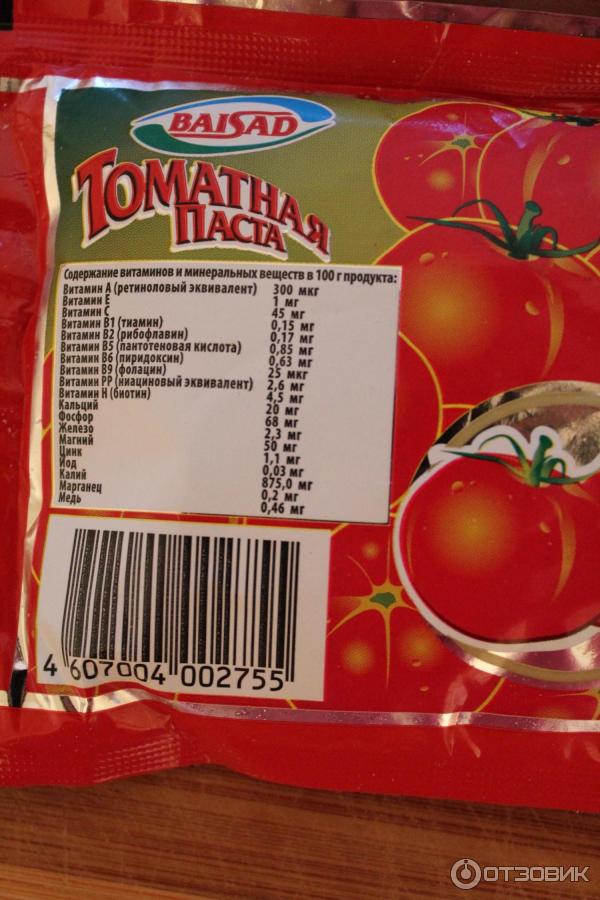 BAISAD
ТОМАТНАЯ
ПАСТА
Содержание витаминов и минеральных веществ в 100 г продукта:
Витамин А (ретиноловый эквивалент) 300 мкг
Витамин Е 1 мг
Витамин С 45 мг
Витамин В1 (тиамин) 0,15 мг
Витамин В2 (рибофлавин) 0,17 мг
Витамин В5 (пантотеновая кислота) 0,85 мг
Витамин В6 (пиридоксин) 0,63 мг
Витамин В9 (фолацин) 25 мкг
Витамин РР (ниациновый эквивалент) 2,6 мг
Витамин Н (биотин) 4,5 мг
Кальций 20 мг
Фосфор 68 мг
Железо 2,3 мг
Магний 50 мг
Цинк 1,1 мг
Йод 0,03 мг
Калий 875,0 мг
Марганец 0,2 мг
Медь 0,46 мг
4 607004 002755
ОТЗОВИК